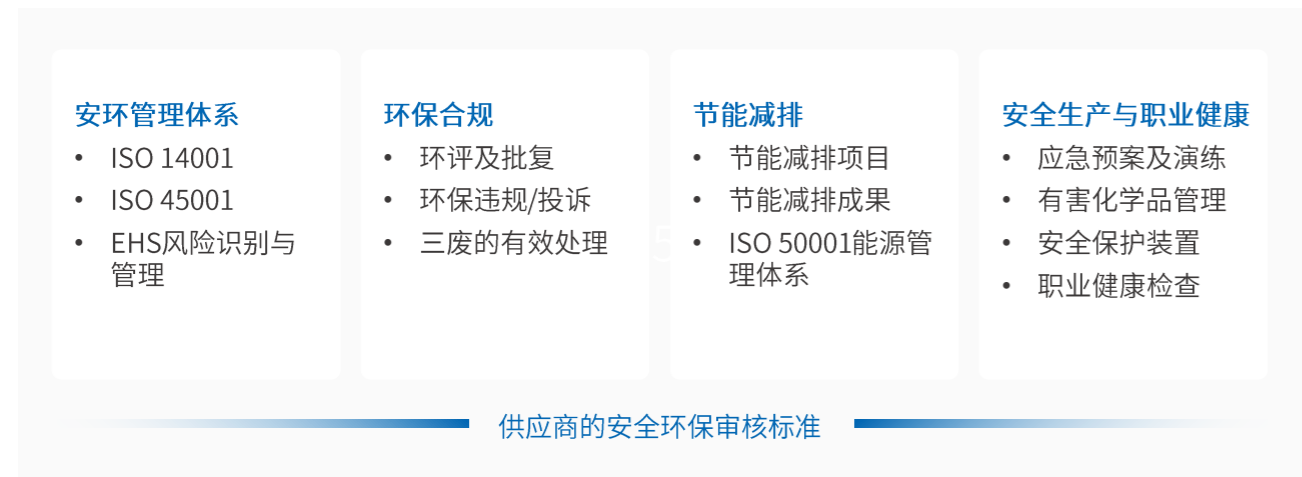 安环管理体系
• ISO 14001
• ISO 45001
• EHS风险识别与
管理
环保合规
• 环评及批复
• 环保违规/投诉
• 三废的有效处理
节能减排
• 节能减排项目
• 节能减排成果
• ISO 50001能源管
理体系
安全生产与职业健康
• 应急预案及演练
• 有害化学品管理
• 安全保护装置
• 职业健康检查
供应商的安全环保审核标准